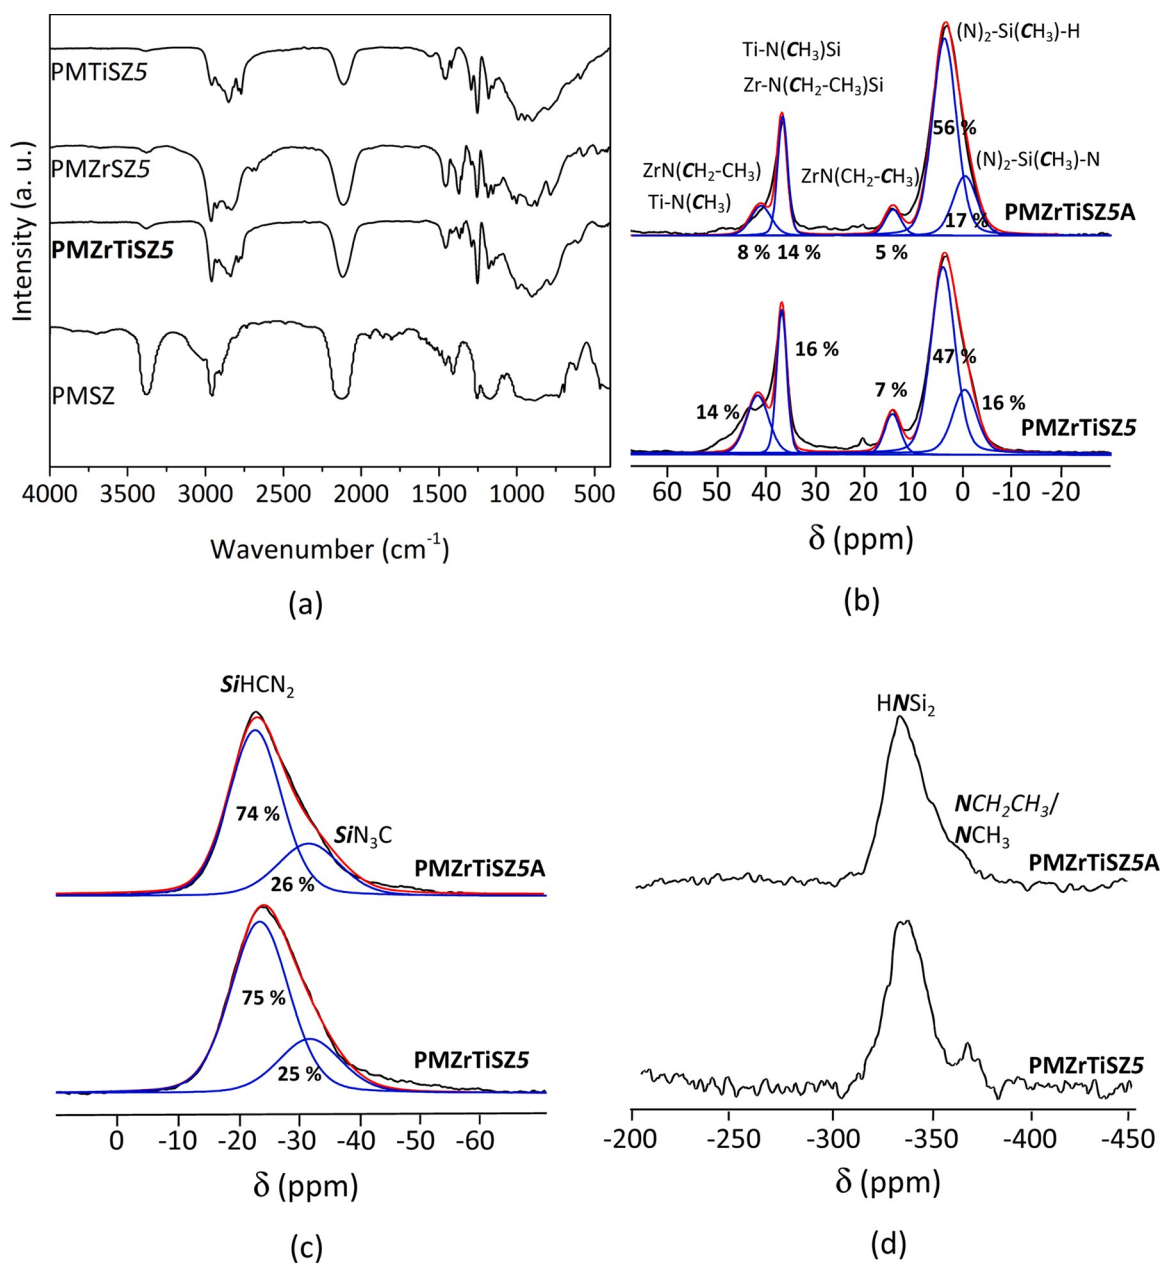 Intensity (a. u.)
PMTiSZ5
PMZrSZ5
PMZrTiSZ5
PMSZ
4000 3500 3000 2500 2000 1500 1000 500
Wavenumber (cm-1)
(a)
(N)2-Si(CH3)-H
Ti-N(CH3)Si
Zr-N(CH2-CH3)Si
56 %
ZrN(CH2-CH3)
ZrN(CH2-CH3)
(N)2-Si(CH3)-N
Ti-N(CH3)
17 %
PMZrTiSZ5A
8 % 14 % 5 %
16 %
47 %
7 %
14 %
16 %
PMZrTiSZ5
60 50 40 30 20 10 0 -10 -20
δ (ppm)
(b)
SiHCN2
74 %
SiN3C
26 %
PMZrTiSZ5A
75 %
25 %
PMZrTiSZ5
0 -10 -20 -30 -40 -50 -60
δ (ppm)
(c)
HNSi2
NCH2CH3/
NCH3
PMZrTiSZ5A
PMZrTiSZ5
-200 -250 -300 -350 -400 -450
δ (ppm)
(d)